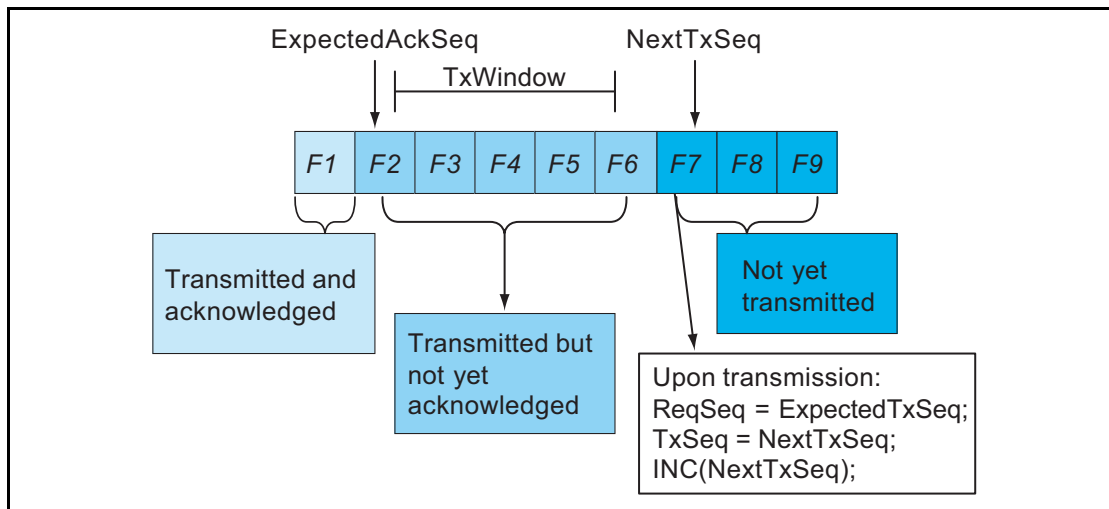 ExpectedAckSeq
NextTxSeq
TxWindow
F1 F2 F3 F4 F5 F6 F7 F8 F9
Transmitted and
acknowledged
Transmitted but
not yet
acknowledged
Not yet
transmitted
Upon transmission:
ReqSeq = ExpectedTxSeq;
TxSeq = NextTxSeq;
INC(NextTxSeq);